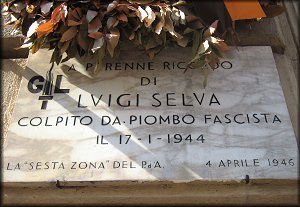 A PERENNE RICORDO
DI
GL
LVIGI SELVA
COLPITO DA PIOMBO FASCISTA
IL 17-1-1944
LA "SESTA ZONA" DEL P.d'A. 4 APRILE 1946